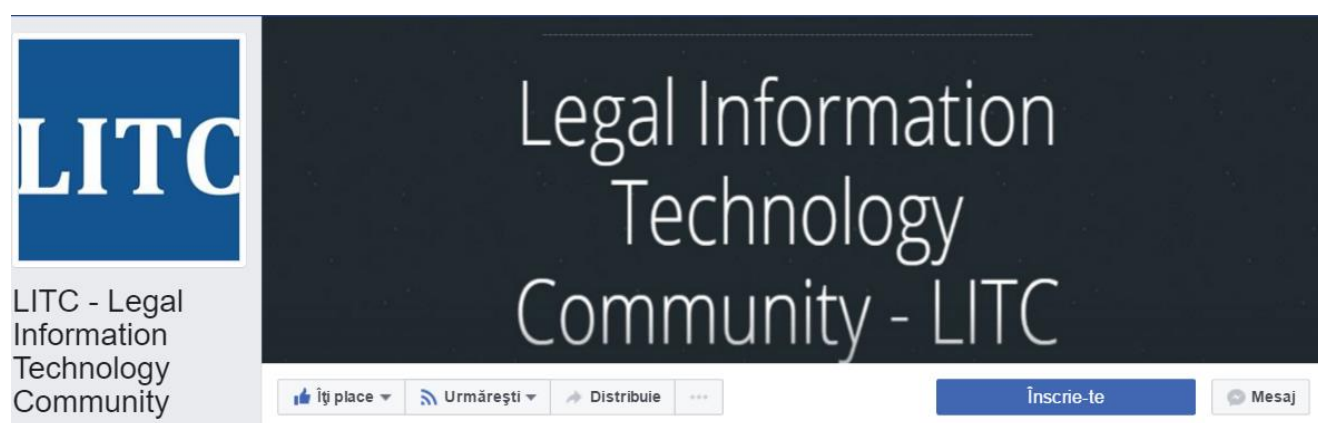 LITC
LITC - Legal
Information
Technology
Community
Legal Information
Technology
Community - LITC
Îți place
Urmărești
Distribuie
Înscrie-te
Mesaj